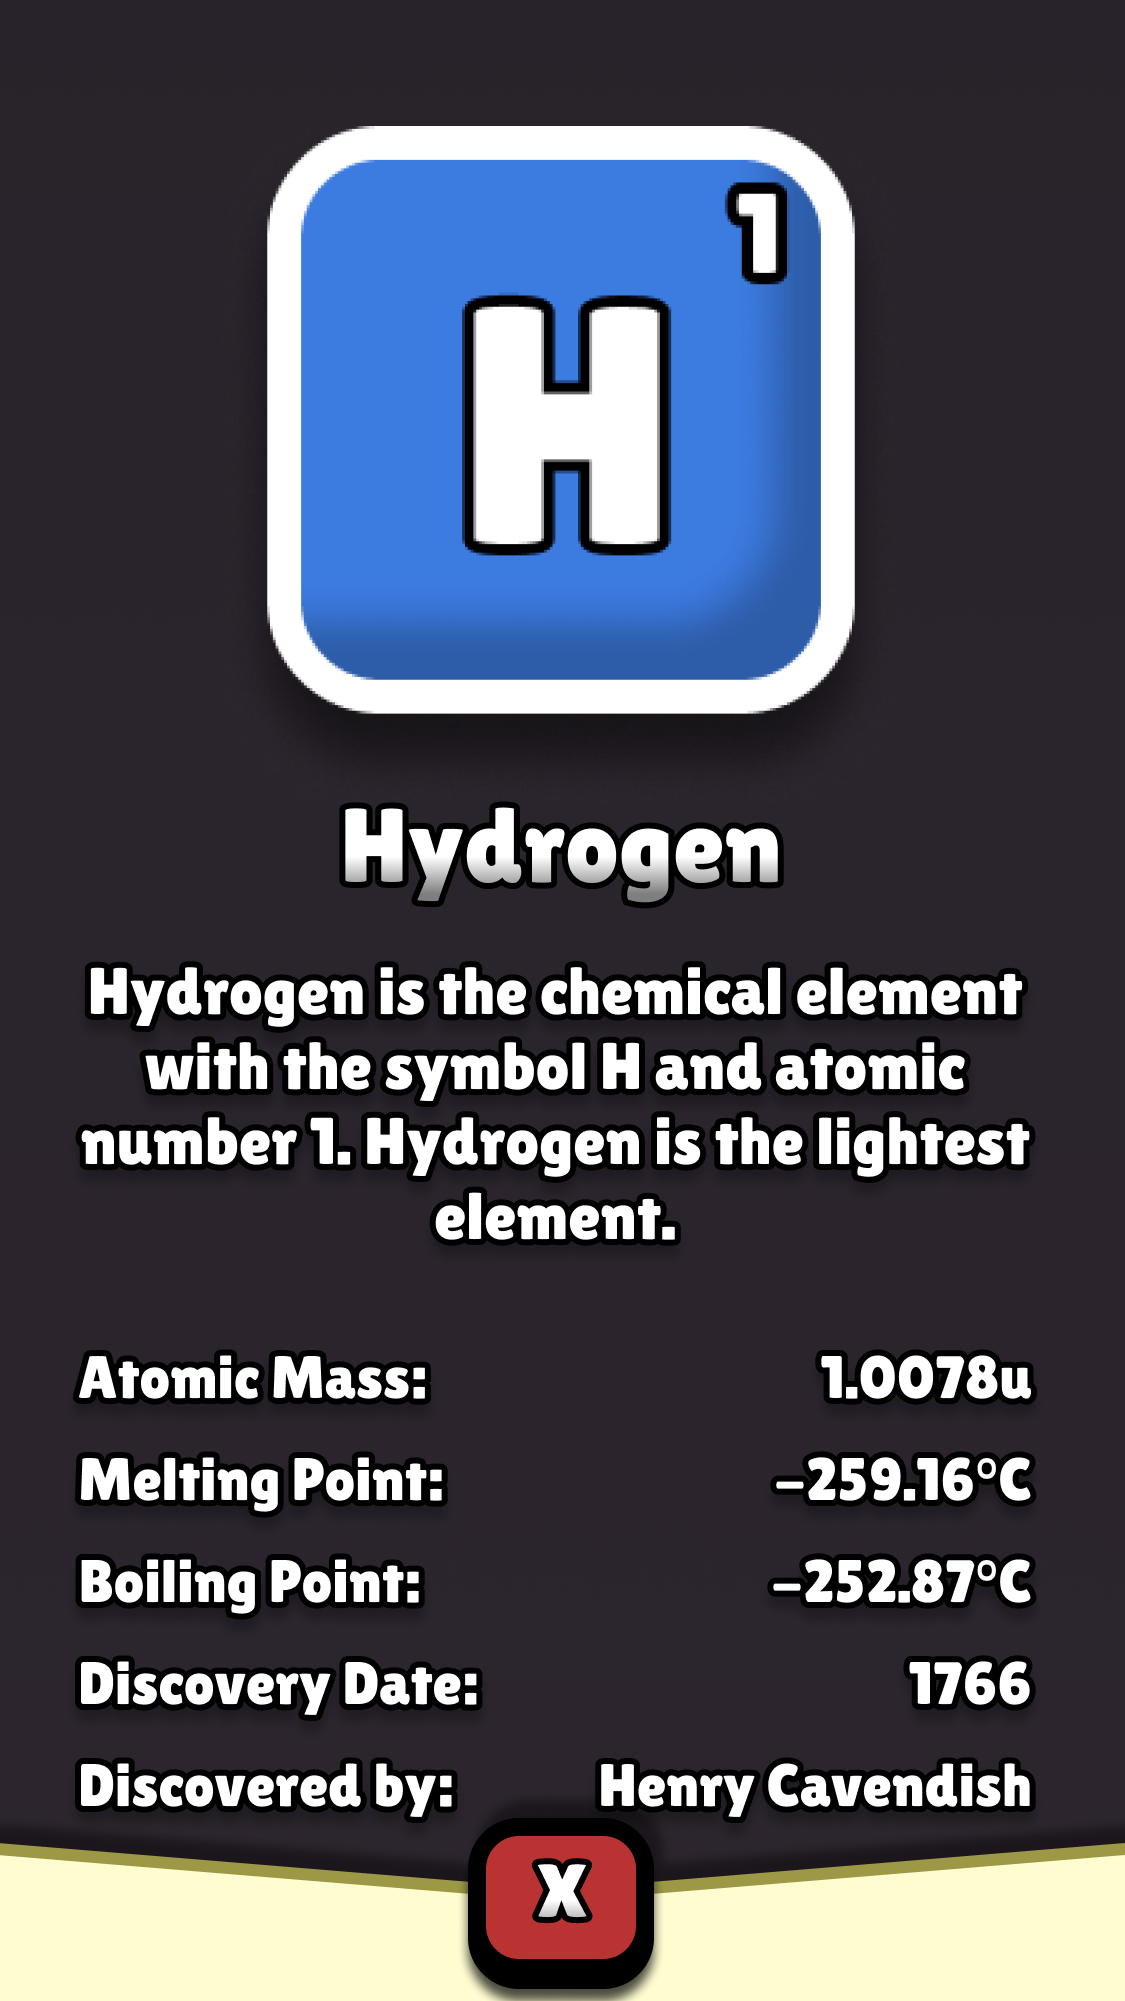 1
H
Hydrogen
Hydrogen is the chemical element
with the symbol H and atomic
number 1. Hydrogen is the lightest
element.
Atomic Mass: 1.0078u
Melting Point: -259.16°C
Boiling Point: -252.87°C
Discovery Date: 1766
Discovered by: Henry Cavendish
X